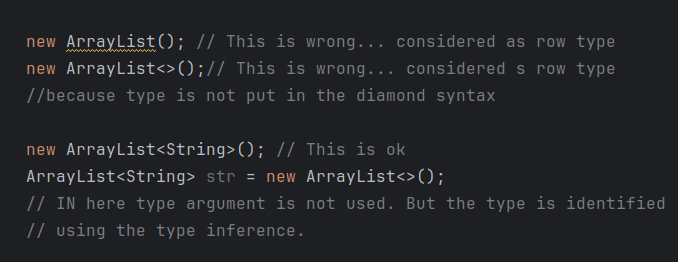 new ArrayList(); // This is wrong... considered as row type
new ArrayList<>();// This is wrong... considered s row type
//because type is not put in the diamond syntax
new ArrayList<String>(); // This is ok
ArrayList<String> str = new ArrayList<>();
// IN here type argument is not used. But the type is identified
// using the type inference.